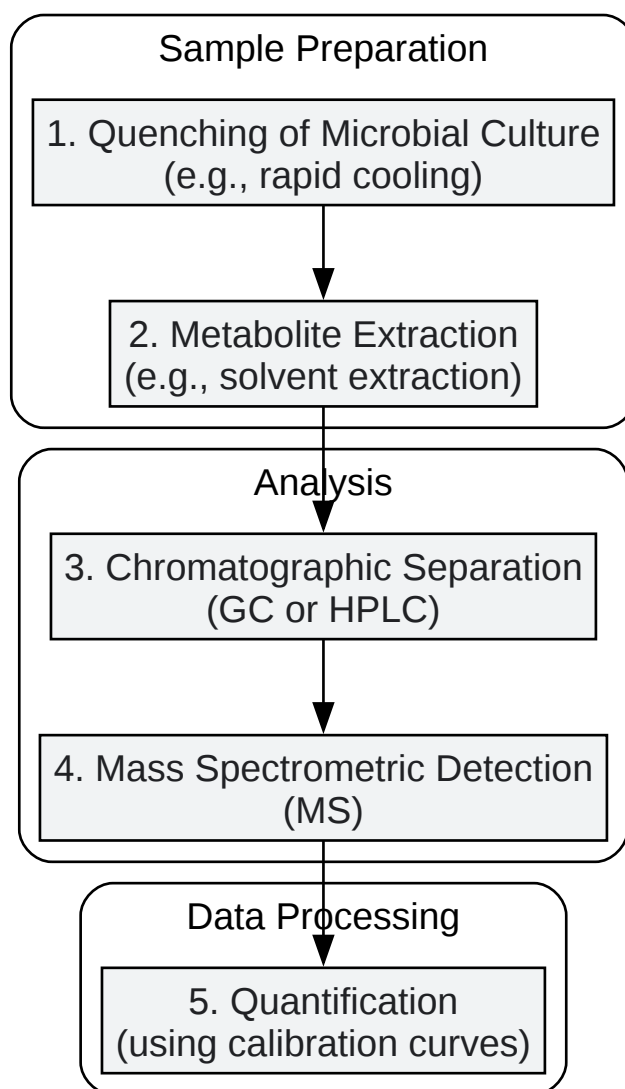 Sample Preparation
1. Quenching of Microbial Culture
(e.g., rapid cooling)
2. Metabolite Extraction
(e.g., solvent extraction)
Analysis
3. Chromatographic Separation
(GC or HPLC)
4. Mass Spectrometric Detection
(MS)
Data Processing
5. Quantification
(using calibration curves)